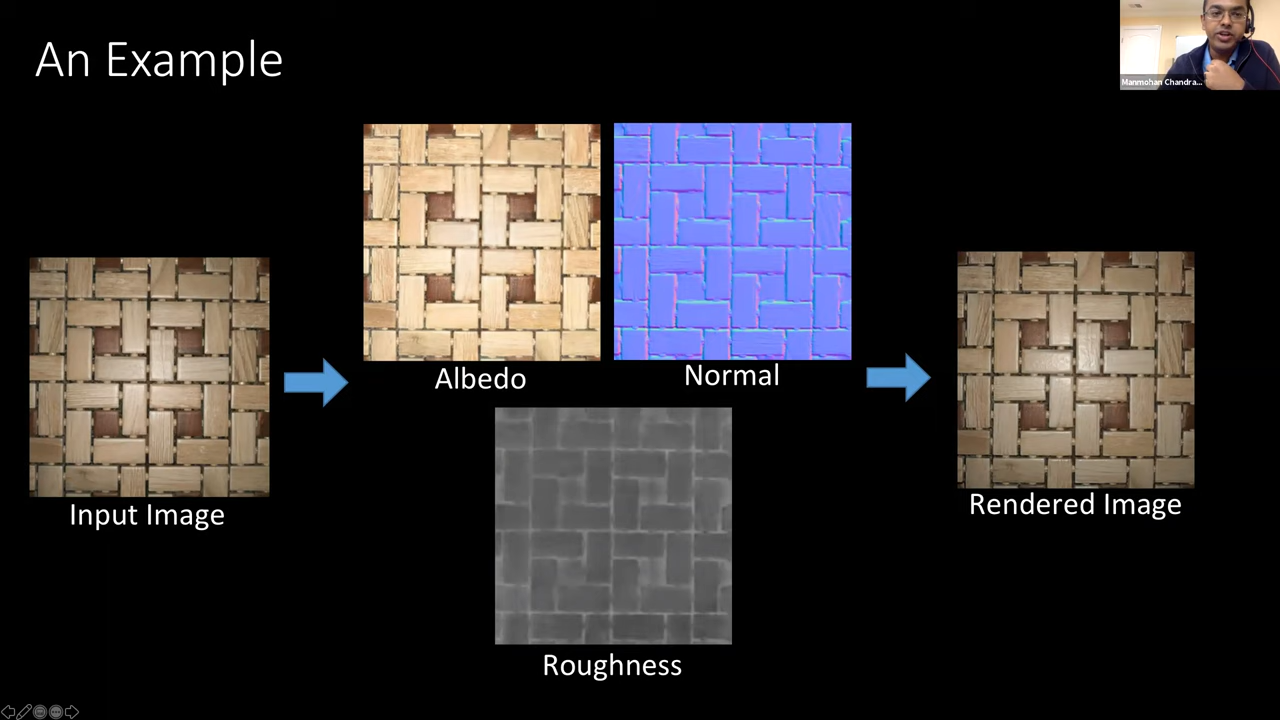 An Example
Manmohan Chandra...
Albedo
Normal
Input Image
Rendered Image
Roughness